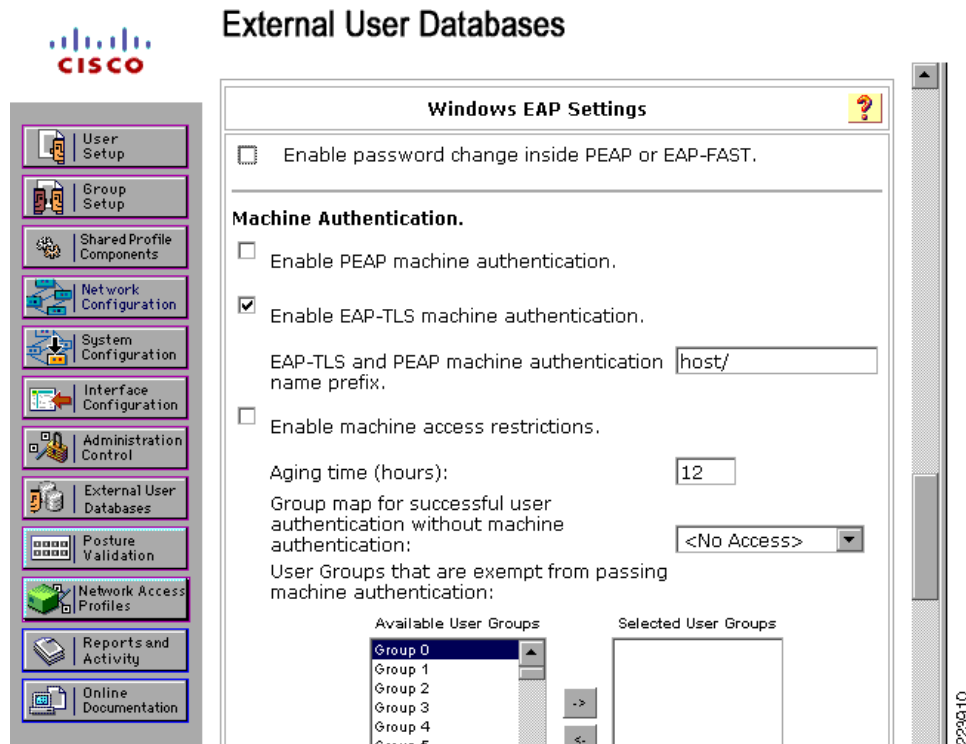 External User Databases
CISCO
User
Setup
Group
Setup
Shared Profile
Components
Network
Configuration
System
Configuration
Interface
Configuration
Administration
Control
External User
Databases
Posture
Validation
Network Access
Profiles
Reports and
Activity
Online
Documentation
Windows EAP Settings
?
Enable password change inside PEAP or EAP-FAST.
Machine Authentication.
Enable PEAP machine authentication.
Enable EAP-TLS machine authentication.
EAP-TLS and PEAP machine authentication
name prefix.
host/
Enable machine access restrictions.
Aging time (hours):
12
Group map for successful user
authentication without machine
authentication:
<No Access>
User Groups that are exempt from passing
machine authentication:
Available User Groups
Selected User Groups
Group 0
Group 1
Group 2
Group 3
Group 4
->
<-
223910